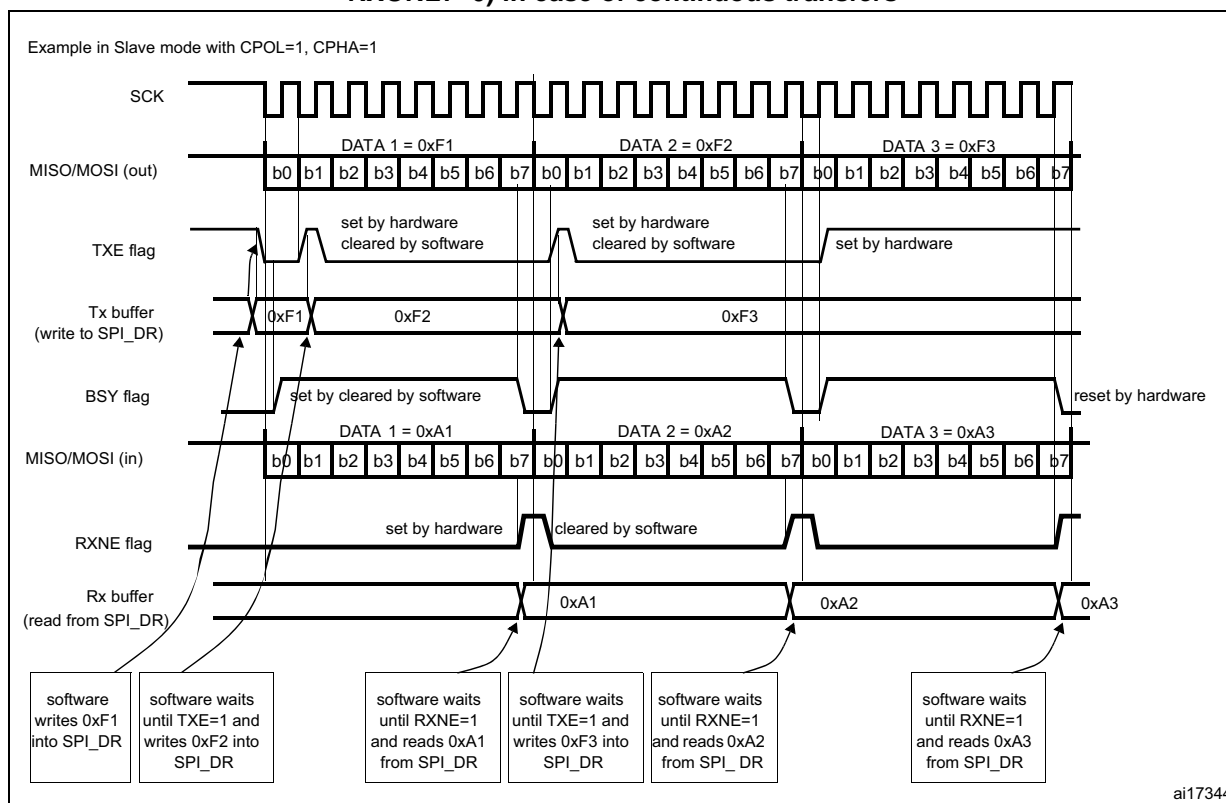 RXONLY=0) in case of continuous transfers
Example in Slave mode with CPOL=1, CPHA=1
SCK
DATA 1 = 0xF1
DATA 2 = 0xF2
DATA 3 = 0xF3
MISO/MOSI (out)
b0 b1 b2 b3 b4 b5 b6 b7 b0 b1 b2 b3 b4 b5 b6 b7 b0 b1 b2 b3 b4 b5 b6 b7
TXE flag
set by hardware
cleared by software
set by hardware
cleared by software
set by hardware
Tx buffer
(write to SPI_DR)
0xF1
0xF2
0xF3
BSY flag
set by cleared by software
reset by hardware
DATA 1 = 0xA1
DATA 2 = 0xA2
DATA 3 = 0xA3
MISO/MOSI (in)
b0 b1 b2 b3 b4 b5 b6 b7 b0 b1 b2 b3 b4 b5 b6 b7 b0 b1 b2 b3 b4 b5 b6 b7
RXNE flag
set by hardware
cleared by software
Rx buffer
(read from SPI_DR)
0xA1
0xA2
0xA3
software
writes 0xF1
into SPI_DR
software waits
until TXE=1 and
writes 0xF2 into
SPI_DR
software waits
until RXNE=1
and reads 0xA1
from SPI_DR
software waits
until TXE=1 and
writes 0xF3 into
SPI_DR
software waits
until RXNE=1
and reads 0xA2
from SPI_ DR
software waits
until RXNE=1
and reads 0xA3
from SPI_DR
ai17344